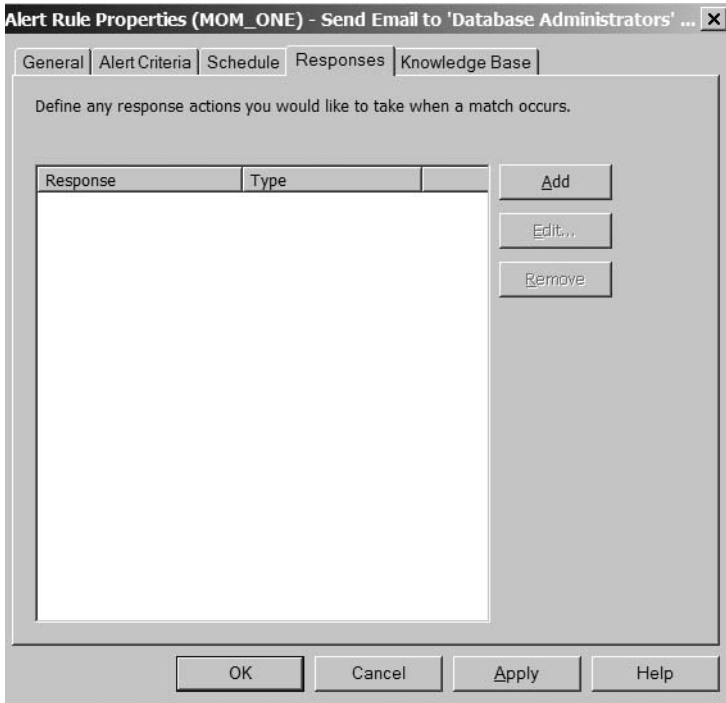 Alert Rule Properties (MOM_ONE) - Send Email to 'Database Administrators' ...
General Alert Criteria Schedule Responses Knowledge Base
Define any response actions you would like to take when a match occurs.
Response Type
Add
Edit...
Remove
OK Cancel Apply Help